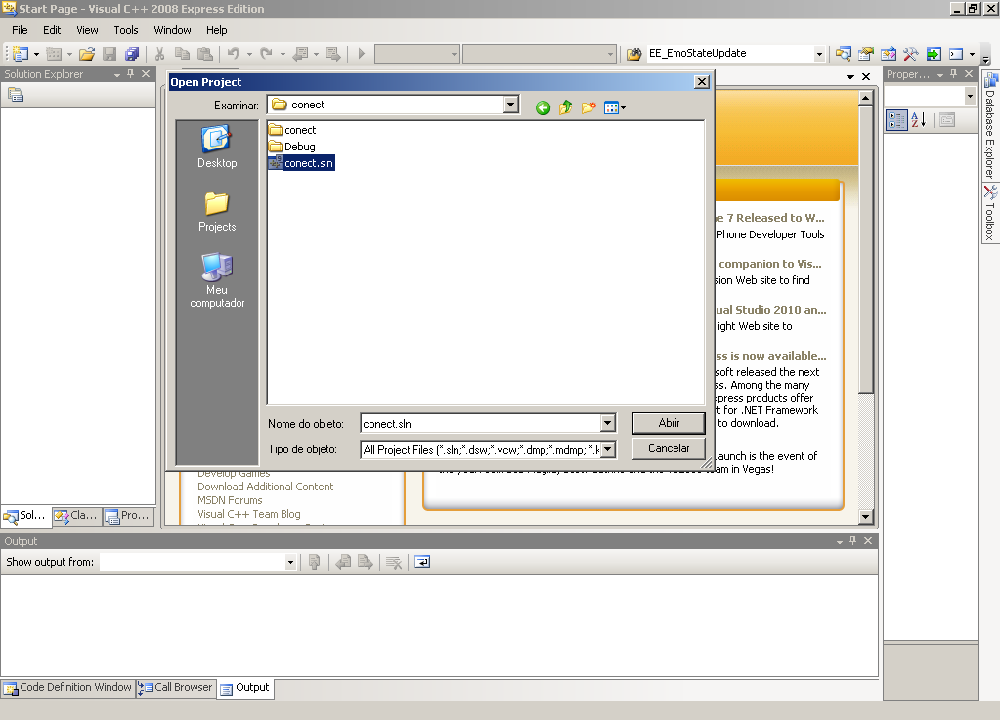 Start Page - Visual C++ 2008 Express Edition
File Edit View Tools Window Help
EE_EmoStateUpdate
Solution Explorer
Open Project
Examinar: conect
Desktop
Projects
Meu
computador
conect
Debug
conect.sln
Nome do objeto: conect.sln Abrir
Tipo de objeto: All Project Files (*.sln;*.dsw;*.vcw;*.dmp;*.mdmp; *. Cancelar
7 Released to W...
Phone Developer Tools
companion to Vis...
sion Web site to find
ual Studio 2010 an...
light Web site to
ss is now available...
soft released the next
ss. Among the many
xpress products offer
rt for .NET Framework
to download.
Launch is the event of
team in Vegas!
Develop Games
Download Additional Content
MSDN Forums
Visual C++ Team Blog
Proper...
Database Explorer
Toolbox
Sol... Cla... Pro...
Output
Show output from:
Code Definition Window Call Browser Output